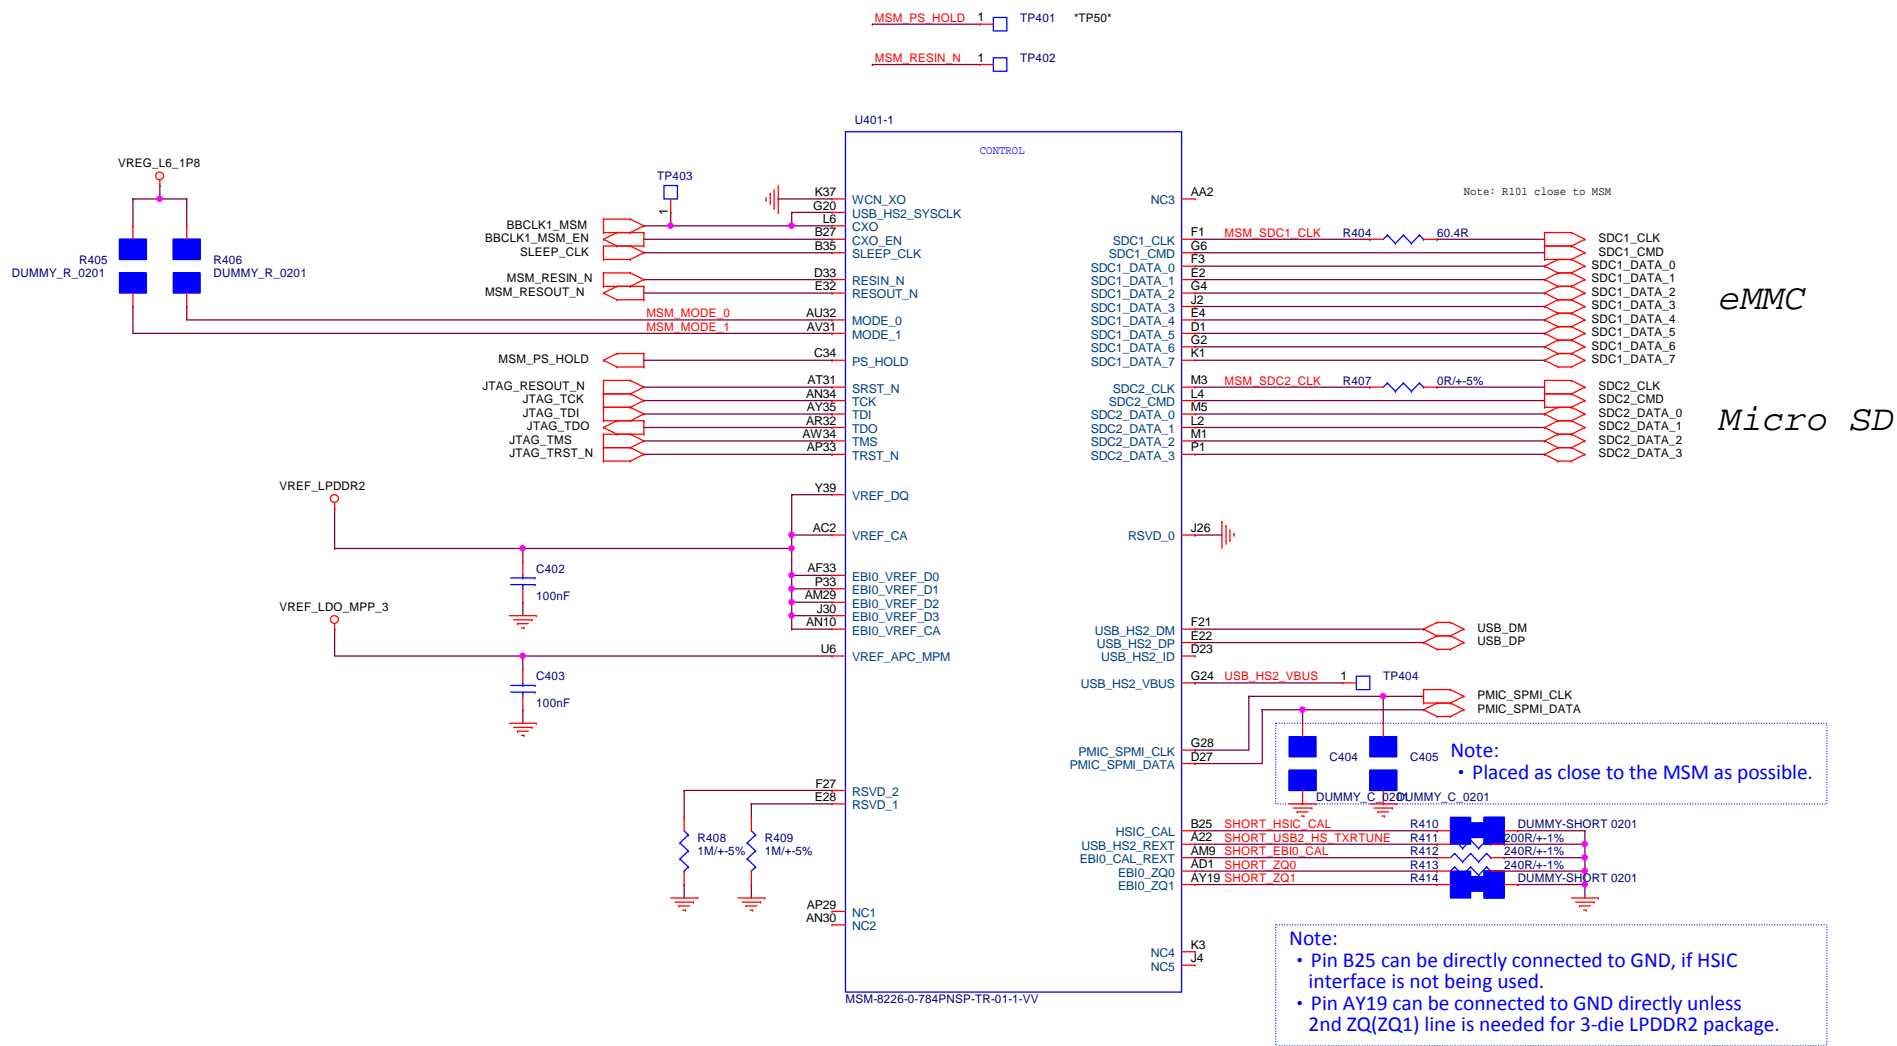 MSM_PS_HOLD 1 TP401 *TP50*
MSM_RESIN_N 1 TP402
U401-1
CONTROL
VREG_L6_1P8
R405
DUMMY_R_0201
R406
DUMMY_R_0201
TP403
1
BBCLK1_MSM
BBCLK1_MSM_EN
SLEEP_CLK
MSM_RESIN_N
MSM_RESOUT_N
MSM_MODE_0
MSM_MODE_1
MSM_PS_HOLD
JTAG_RESOUT_N
JTAG_TCK
JTAG_TDI
JTAG_TDO
JTAG_TMS
JTAG_TRST_N
VREF_LPDDR2
C402
100nF
VREF_LDO_MPP_3
C403
100nF
R408
1M/+-5%
R409
1M/+-5%
K37 WCN_XO
G20 USB_HS2_SYSCLK
L6 CXO
B27 CXO_EN
B35 SLEEP_CLK
D33 RESIN_N
E32 RESOUT_N
AU32 MODE_0
AV31 MODE_1
C34 PS_HOLD
AT31 SRST_N
AN34 TCK
AY35 TDI
AR32 TDO
AW34 TMS
AP33 TRST_N
Y39 VREF_DQ
AC2 VREF_CA
AF33 EBI0_VREF_D0
P33 EBI0_VREF_D1
AM29 EBI0_VREF_D2
J30 EBI0_VREF_D3
AN10 EBI0_VREF_CA
U6 VREF_APC_MPM
F27 RSVD_2
E28 RSVD_1
AP29 NC1
AN30 NC2
MSM-8226-0-784PNSP-TR-01-1-VV
NC3 AA2
Note: R101 close to MSM
SDC1_CLK F1 MSM_SDC1_CLK R404 60.4R SDC1_CLK
SDC1_CMD G6 SDC1_CMD
SDC1_DATA_0 F3 SDC1_DATA_0
SDC1_DATA_1 E2 SDC1_DATA_1
SDC1_DATA_2 G4 SDC1_DATA_2
SDC1_DATA_3 J2 SDC1_DATA_3
SDC1_DATA_4 E4 SDC1_DATA_4
SDC1_DATA_5 D1 SDC1_DATA_5
SDC1_DATA_6 G2 SDC1_DATA_6
SDC1_DATA_7 K1 SDC1_DATA_7
eMMC
SDC2_CLK M3 MSM_SDC2_CLK R407 0R/+-5% SDC2_CLK
SDC2_CMD L4 SDC2_CMD
SDC2_DATA_0 M5 SDC2_DATA_0
SDC2_DATA_1 L2 SDC2_DATA_1
SDC2_DATA_2 M1 SDC2_DATA_2
SDC2_DATA_3 P1 SDC2_DATA_3
Micro SD
RSVD_0 J26
USB_HS2_DM F21 USB_DM
USB_HS2_DP E22 USB_DP
USB_HS2_ID D23
USB_HS2_VBUS G24 USB_HS2_VBUS 1 TP404
PMIC_SPMI_CLK
PMIC_SPMI_DATA
PMIC_SPMI_CLK G28
PMIC_SPMI_DATA D27
C404
DUMMY_C_0201
C405
DUMMY_C_0201
Note:
• Placed as close to the MSM as possible.
HSIC_CAL B25 SHORT_HSIC_CAL R410 DUMMY-SHORT 0201
USB_HS2_REXT A22 SHORT_USB2_HS_TXRTUNE R411 200R/+-1%
EBI0_CAL_REXT AM9 SHORT_EBI0_CAL R412 240R/+-1%
EBI0_ZQ0 AD1 SHORT_ZQ0 R413 240R/+-1%
EBI0_ZQ1 AY19 SHORT_ZQ1 R414 DUMMY-SHORT 0201
NC4 K3
NC5 J4
Note:
• Pin B25 can be directly connected to GND, if HSIC
interface is not being used.
• Pin AY19 can be connected to GND directly unless
2nd ZQ(ZQ1) line is needed for 3-die LPDDR2 package.